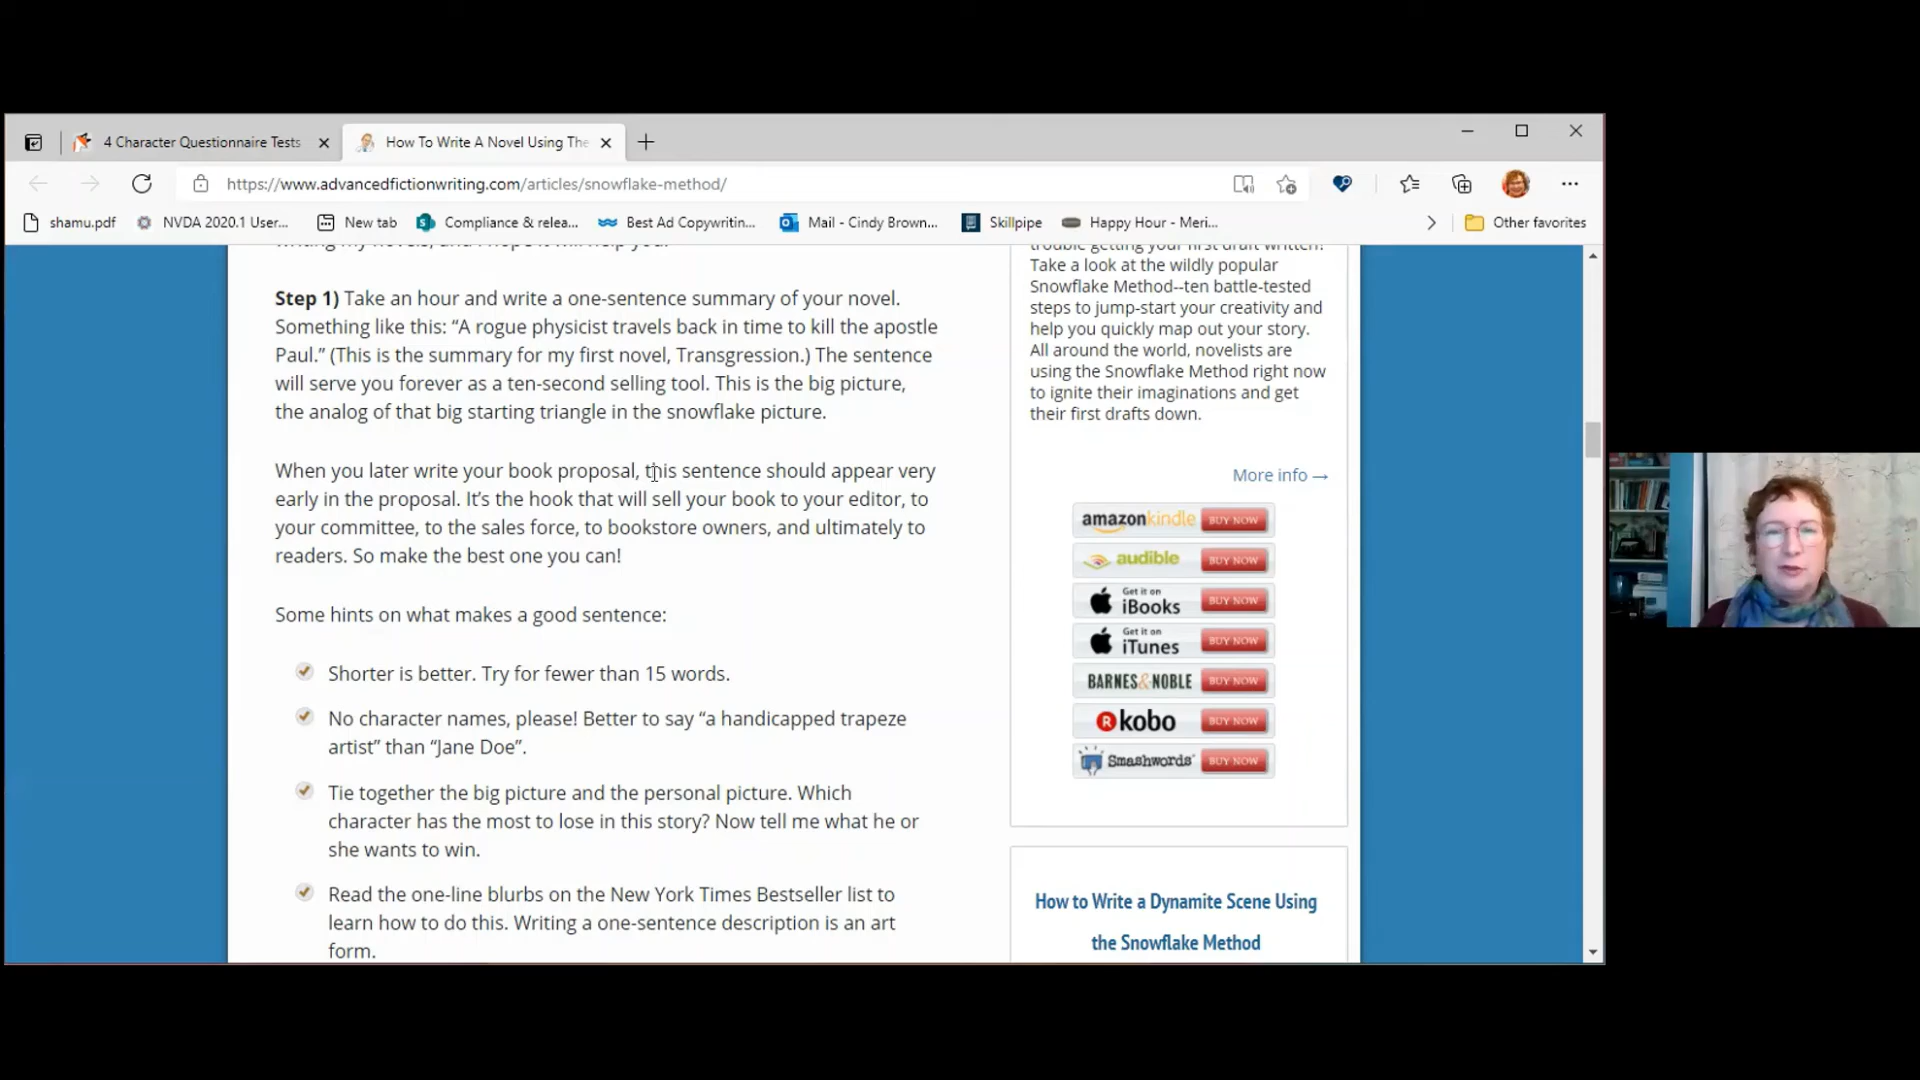 4 Character Questionnaire Tests
How To Write A Novel Using The
https://www.advancedfictionwriting.com/articles/snowflake-method/
shamu.pdf
NVDA 2020.1 User...
New tab
Compliance & relea...
Best Ad Copywritin...
Mail - Cindy Brown...
Skillpipe
Happy Hour - Meri...
Other favorites
writing my novels, and I hope it will help you.
Step 1) Take an hour and write a one-sentence summary of your novel.
Something like this: “A rogue physicist travels back in time to kill the apostle
Paul.” (This is the summary for my first novel, Transgression.) The sentence
will serve you forever as a ten-second selling tool. This is the big picture,
the analog of that big starting triangle in the snowflake picture.
When you later write your book proposal, this sentence should appear very
early in the proposal. It’s the hook that will sell your book to your editor, to
your committee, to the sales force, to bookstore owners, and ultimately to
readers. So make the best one you can!
Some hints on what makes a good sentence:
Shorter is better. Try for fewer than 15 words.
No character names, please! Better to say “a handicapped trapeze
artist” than “Jane Doe”.
Tie together the big picture and the personal picture. Which
character has the most to lose in this story? Now tell me what he or
she wants to win.
Read the one-line blurbs on the New York Times Bestseller list to
learn how to do this. Writing a one-sentence description is an art
form.
trouble getting your first draft written?
Take a look at the wildly popular
Snowflake Method--ten battle-tested
steps to jump-start your creativity and
help you quickly map out your story.
All around the world, novelists are
using the Snowflake Method right now
to ignite their imaginations and get
their first drafts down.
More info →
amazonkindle BUY NOW
audible BUY NOW
Get it on
iBooks BUY NOW
Get it on
iTunes BUY NOW
BARNES&NOBLE BUY NOW
kobo BUY NOW
Smashwords BUY NOW
How to Write a Dynamite Scene Using
the Snowflake Method